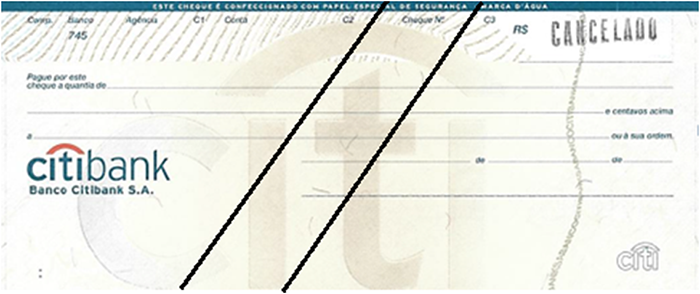 ESTE CHEQUE É CONFECCIONADO COM PAPEL ESPECIAL DE SEGURANÇA MARCA D'ÁGUA
Comp. Banco Agência C1 Conta C2 Cheque Nº C3 R$ CANCELADO
745
Pague por este
cheque a quantia de
e centavos acima
a ou à sua ordem.
citibank de de
Banco Citibank S.A.
citi
citi